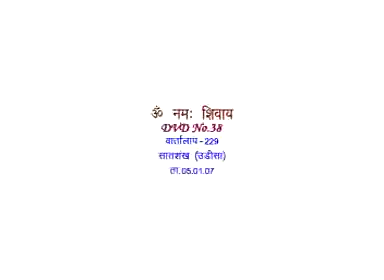 ॐ नमः शिवाय
DVD No.38
वार्तालाप - 229
सातशंख (उडीसा)
ता.05.01.07